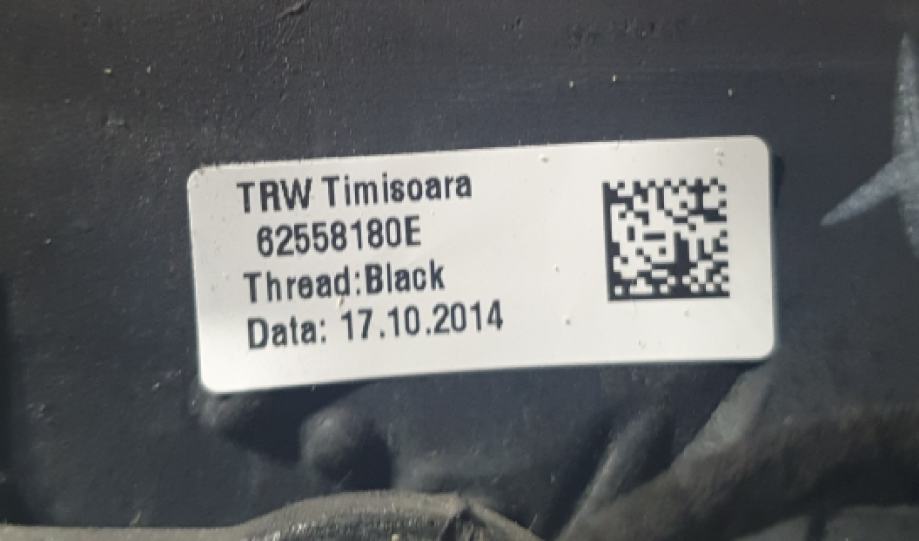 TRW Timisoara
62558180E
Thread:Black
Data: 17.10.2014